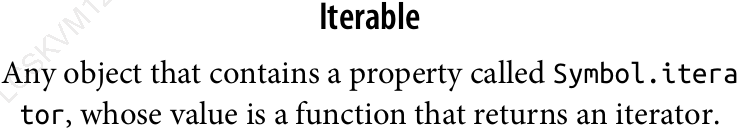 Iterable
Any object that contains a property called Symbol.itera
tor, whose value is a function that returns an iterator.